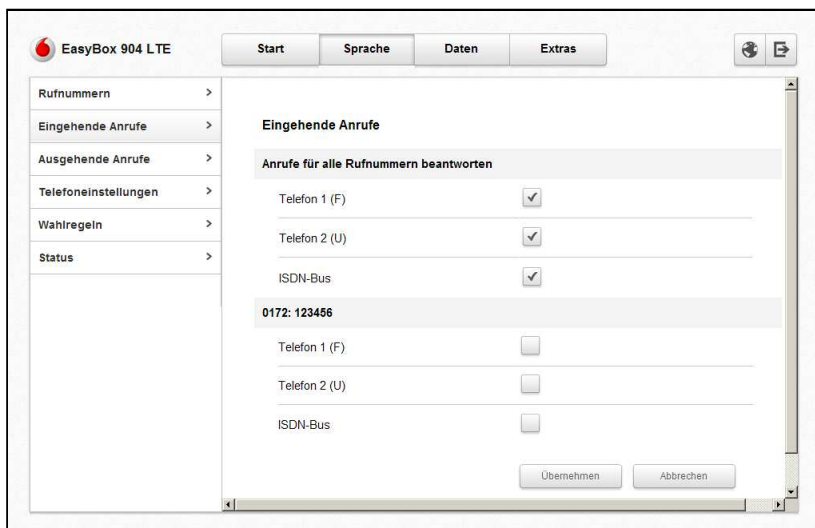 EasyBox 904 LTE
Start
Sprache
Daten
Extras
Rufnummern
Eingehende Anrufe
Ausgehende Anrufe
Telefoneinstellungen
Wahlregeln
Status
Eingehende Anrufe
Anrufe für alle Rufnummern beantworten
Telefon 1 (F)
Telefon 2 (U)
ISDN-Bus
0172: 123456
Telefon 1 (F)
Telefon 2 (U)
ISDN-Bus
Übernehmen
Abbrechen